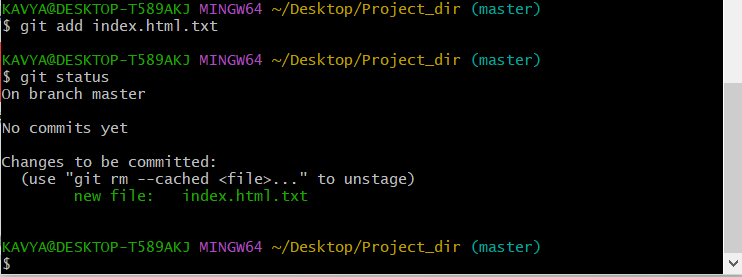 KAVYA@DESKTOP-T589AKJ MINGW64 ~/Desktop/Project_dir (master)
$ git add index.html.txt
KAVYA@DESKTOP-T589AKJ MINGW64 ~/Desktop/Project_dir (master)
$ git status
On branch master
No commits yet
Changes to be committed:
  (use "git rm --cached <file>..." to unstage)
        new file:   index.html.txt
KAVYA@DESKTOP-T589AKJ MINGW64 ~/Desktop/Project_dir (master)
$